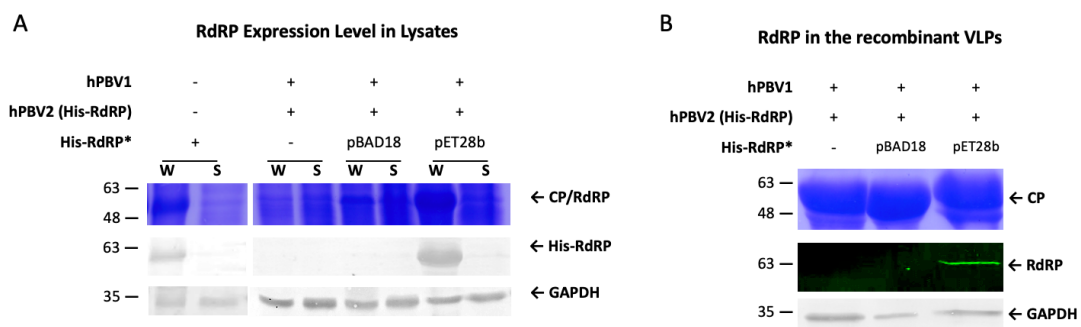 A
RdRP Expression Level in Lysates
hPBV1 - + + +
hPBV2 (His-RdRP) - + + +
His-RdRP* + - pBAD18 pET28b
W S W S W S W S
63
48
← CP/RdRP
63
← His-RdRP
35
← GAPDH
B
RdRP in the recombinant VLPs
hPBV1 + + +
hPBV2 (His-RdRP) + + +
His-RdRP* - pBAD18 pET28b
63
48
← CP
63
← RdRP
35
← GAPDH